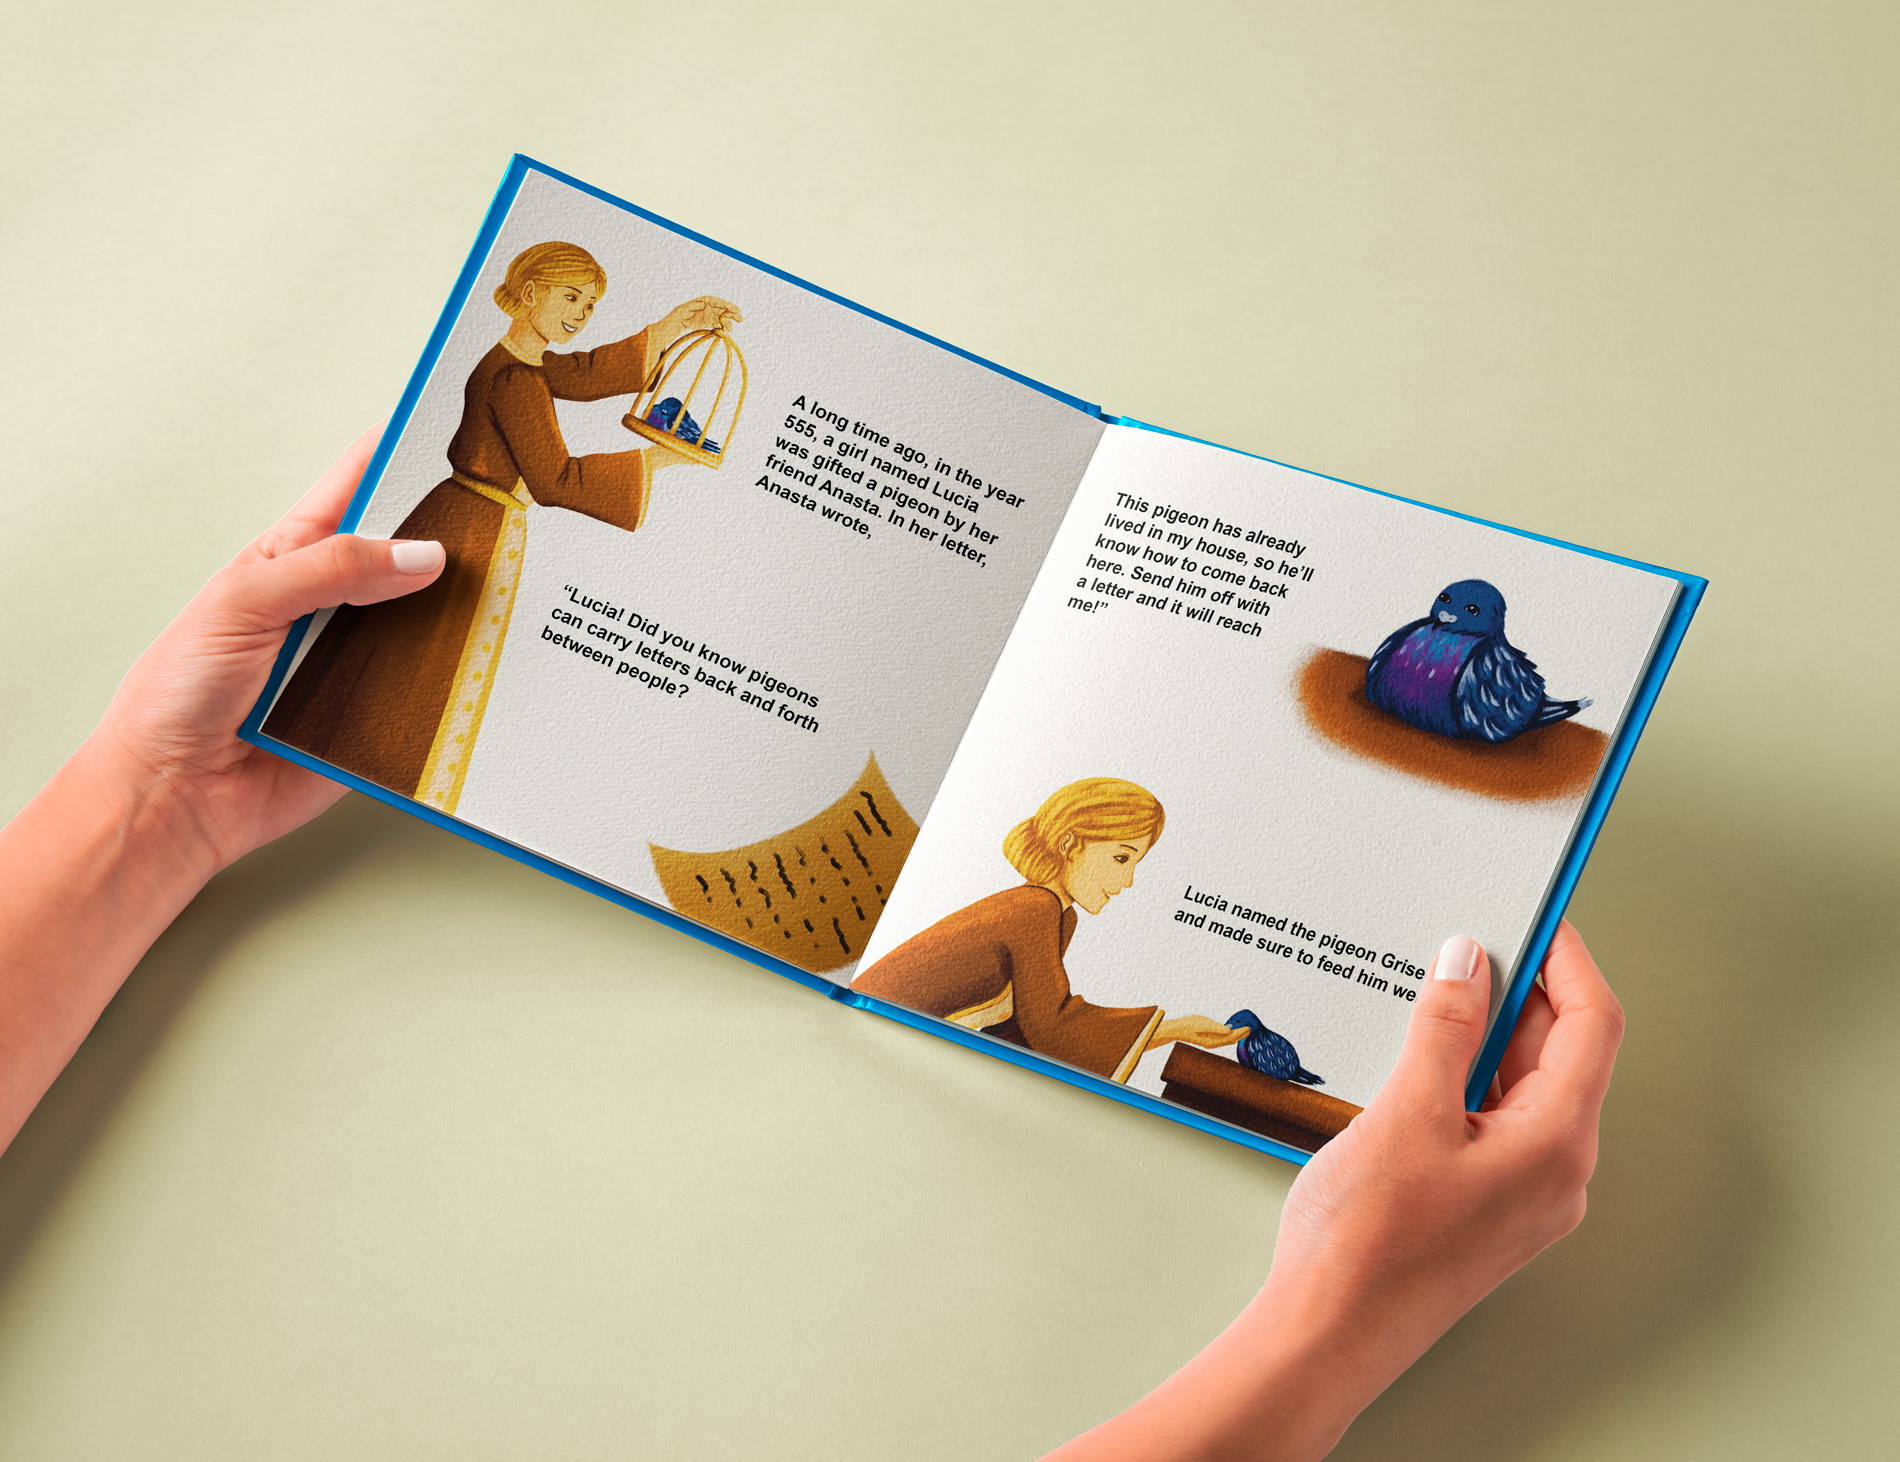 A long time ago, in the year
555, a girl named Lucia
was gifted a pigeon by her
friend Anasta. In her letter,
Anasta wrote,
“Lucia! Did you know pigeons
can carry letters back and forth
between people?
This pigeon has already
lived in my house, so he’ll
know how to come back
here. Send him off with
a letter and it will reach
me!”
Lucia named the pigeon Grise
and made sure to feed him